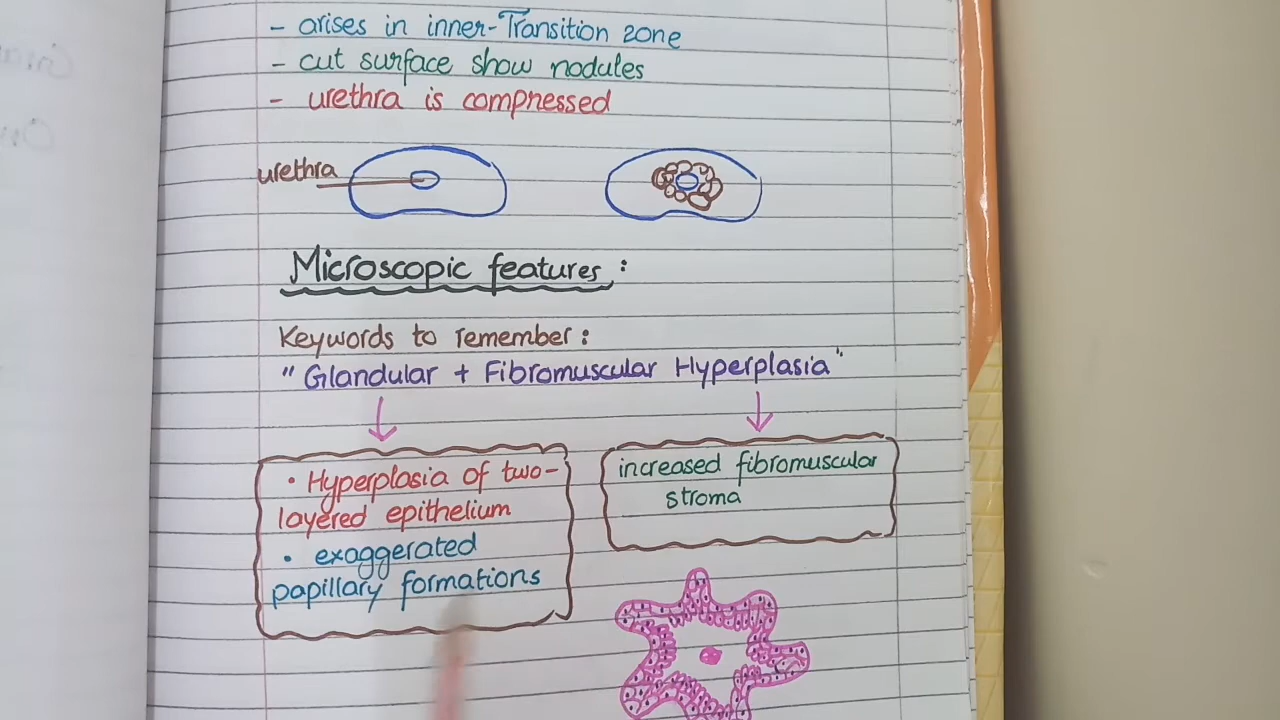 - arises in inner-Transition zone
- cut surface show nodules
- urethra is compressed
urethra
Microscopic features :
Keywords to remember :
" Glandular + Fibromuscular Hyperplasia "
• Hyperplasia of two-
layered epithelium
• exaggerated
papillary formations
increased fibromuscular
stroma